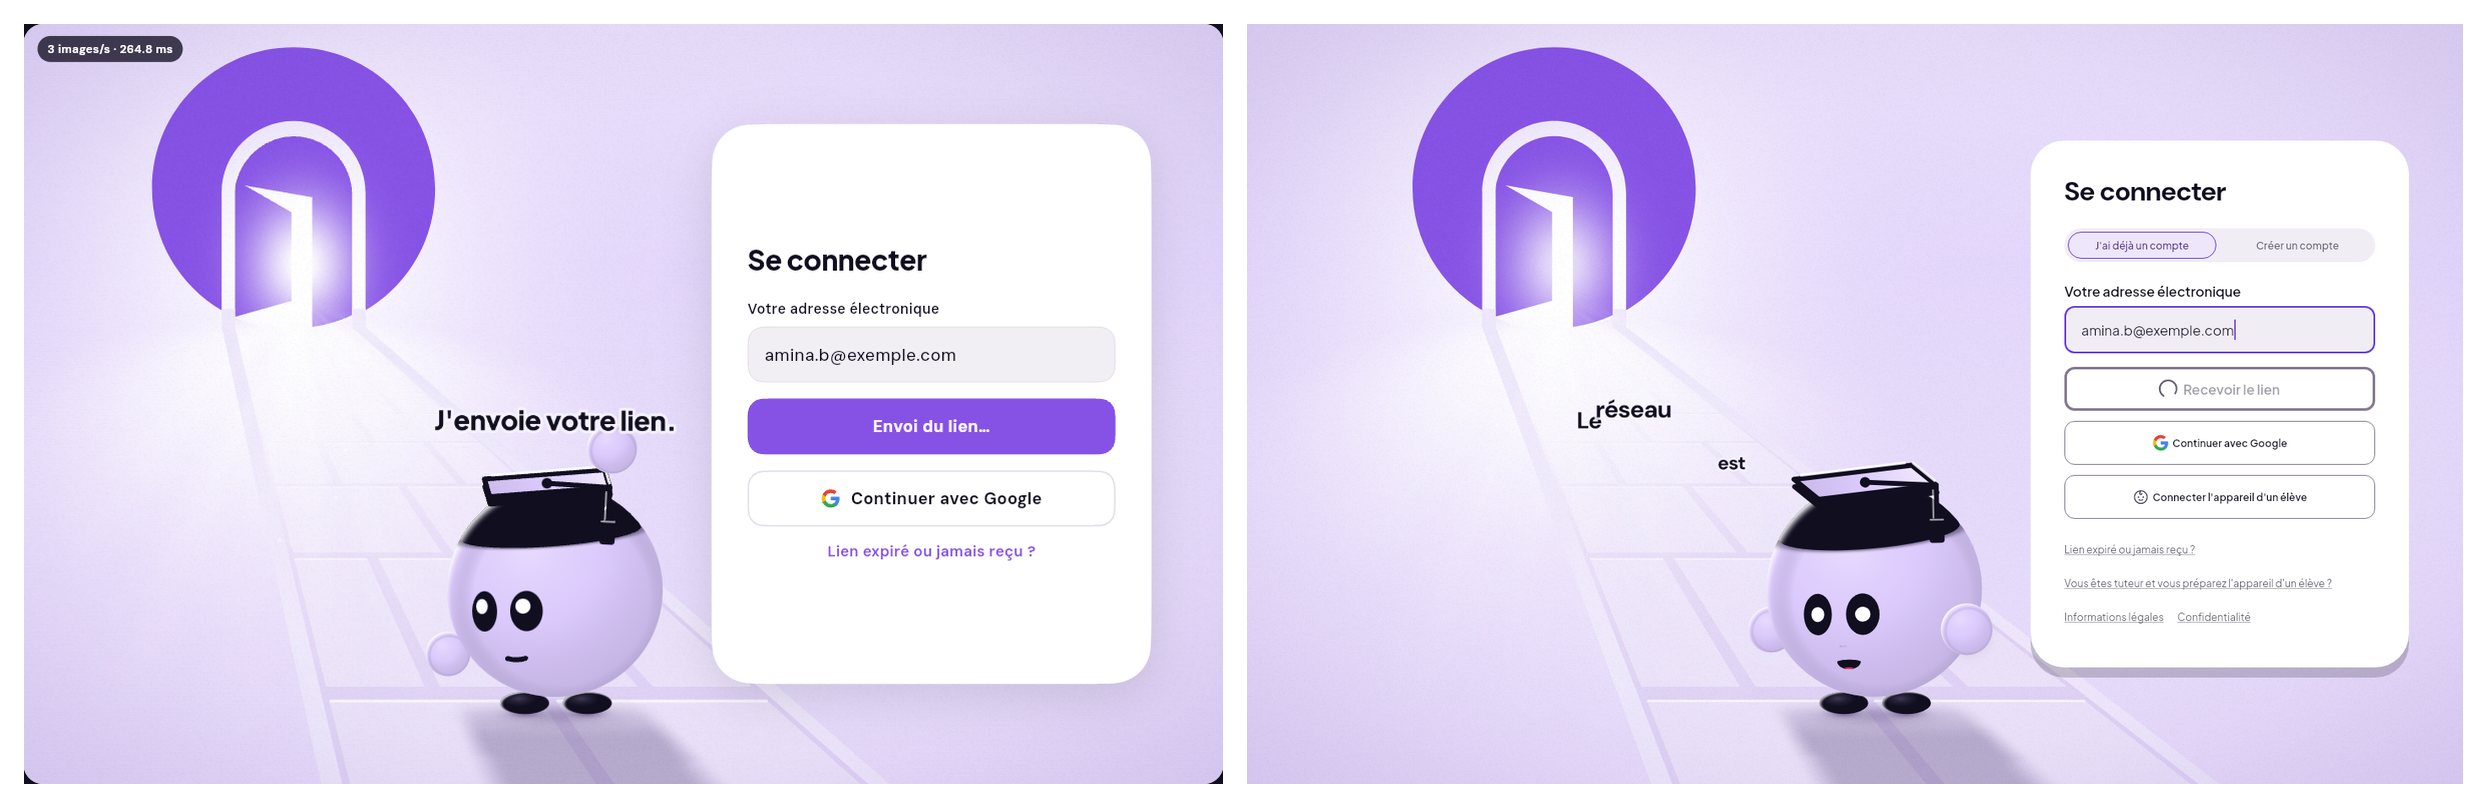 3 images/s · 264.8 ms
J'envoie votre lien.
Se connecter
Votre adresse électronique
amina.b@exemple.com
Envoi du lien...
Continuer avec Google
Lien expiré ou jamais reçu ?
Le réseau
est
Se connecter
J'ai déjà un compte
Créer un compte
Votre adresse électronique
amina.b@exemple.com
Recevoir le lien
Continuer avec Google
Connecter l'appareil d'un élève
Lien expiré ou jamais reçu ?
Vous êtes tuteur et vous préparez l'appareil d'un élève ?
Informations légales Confidentialité